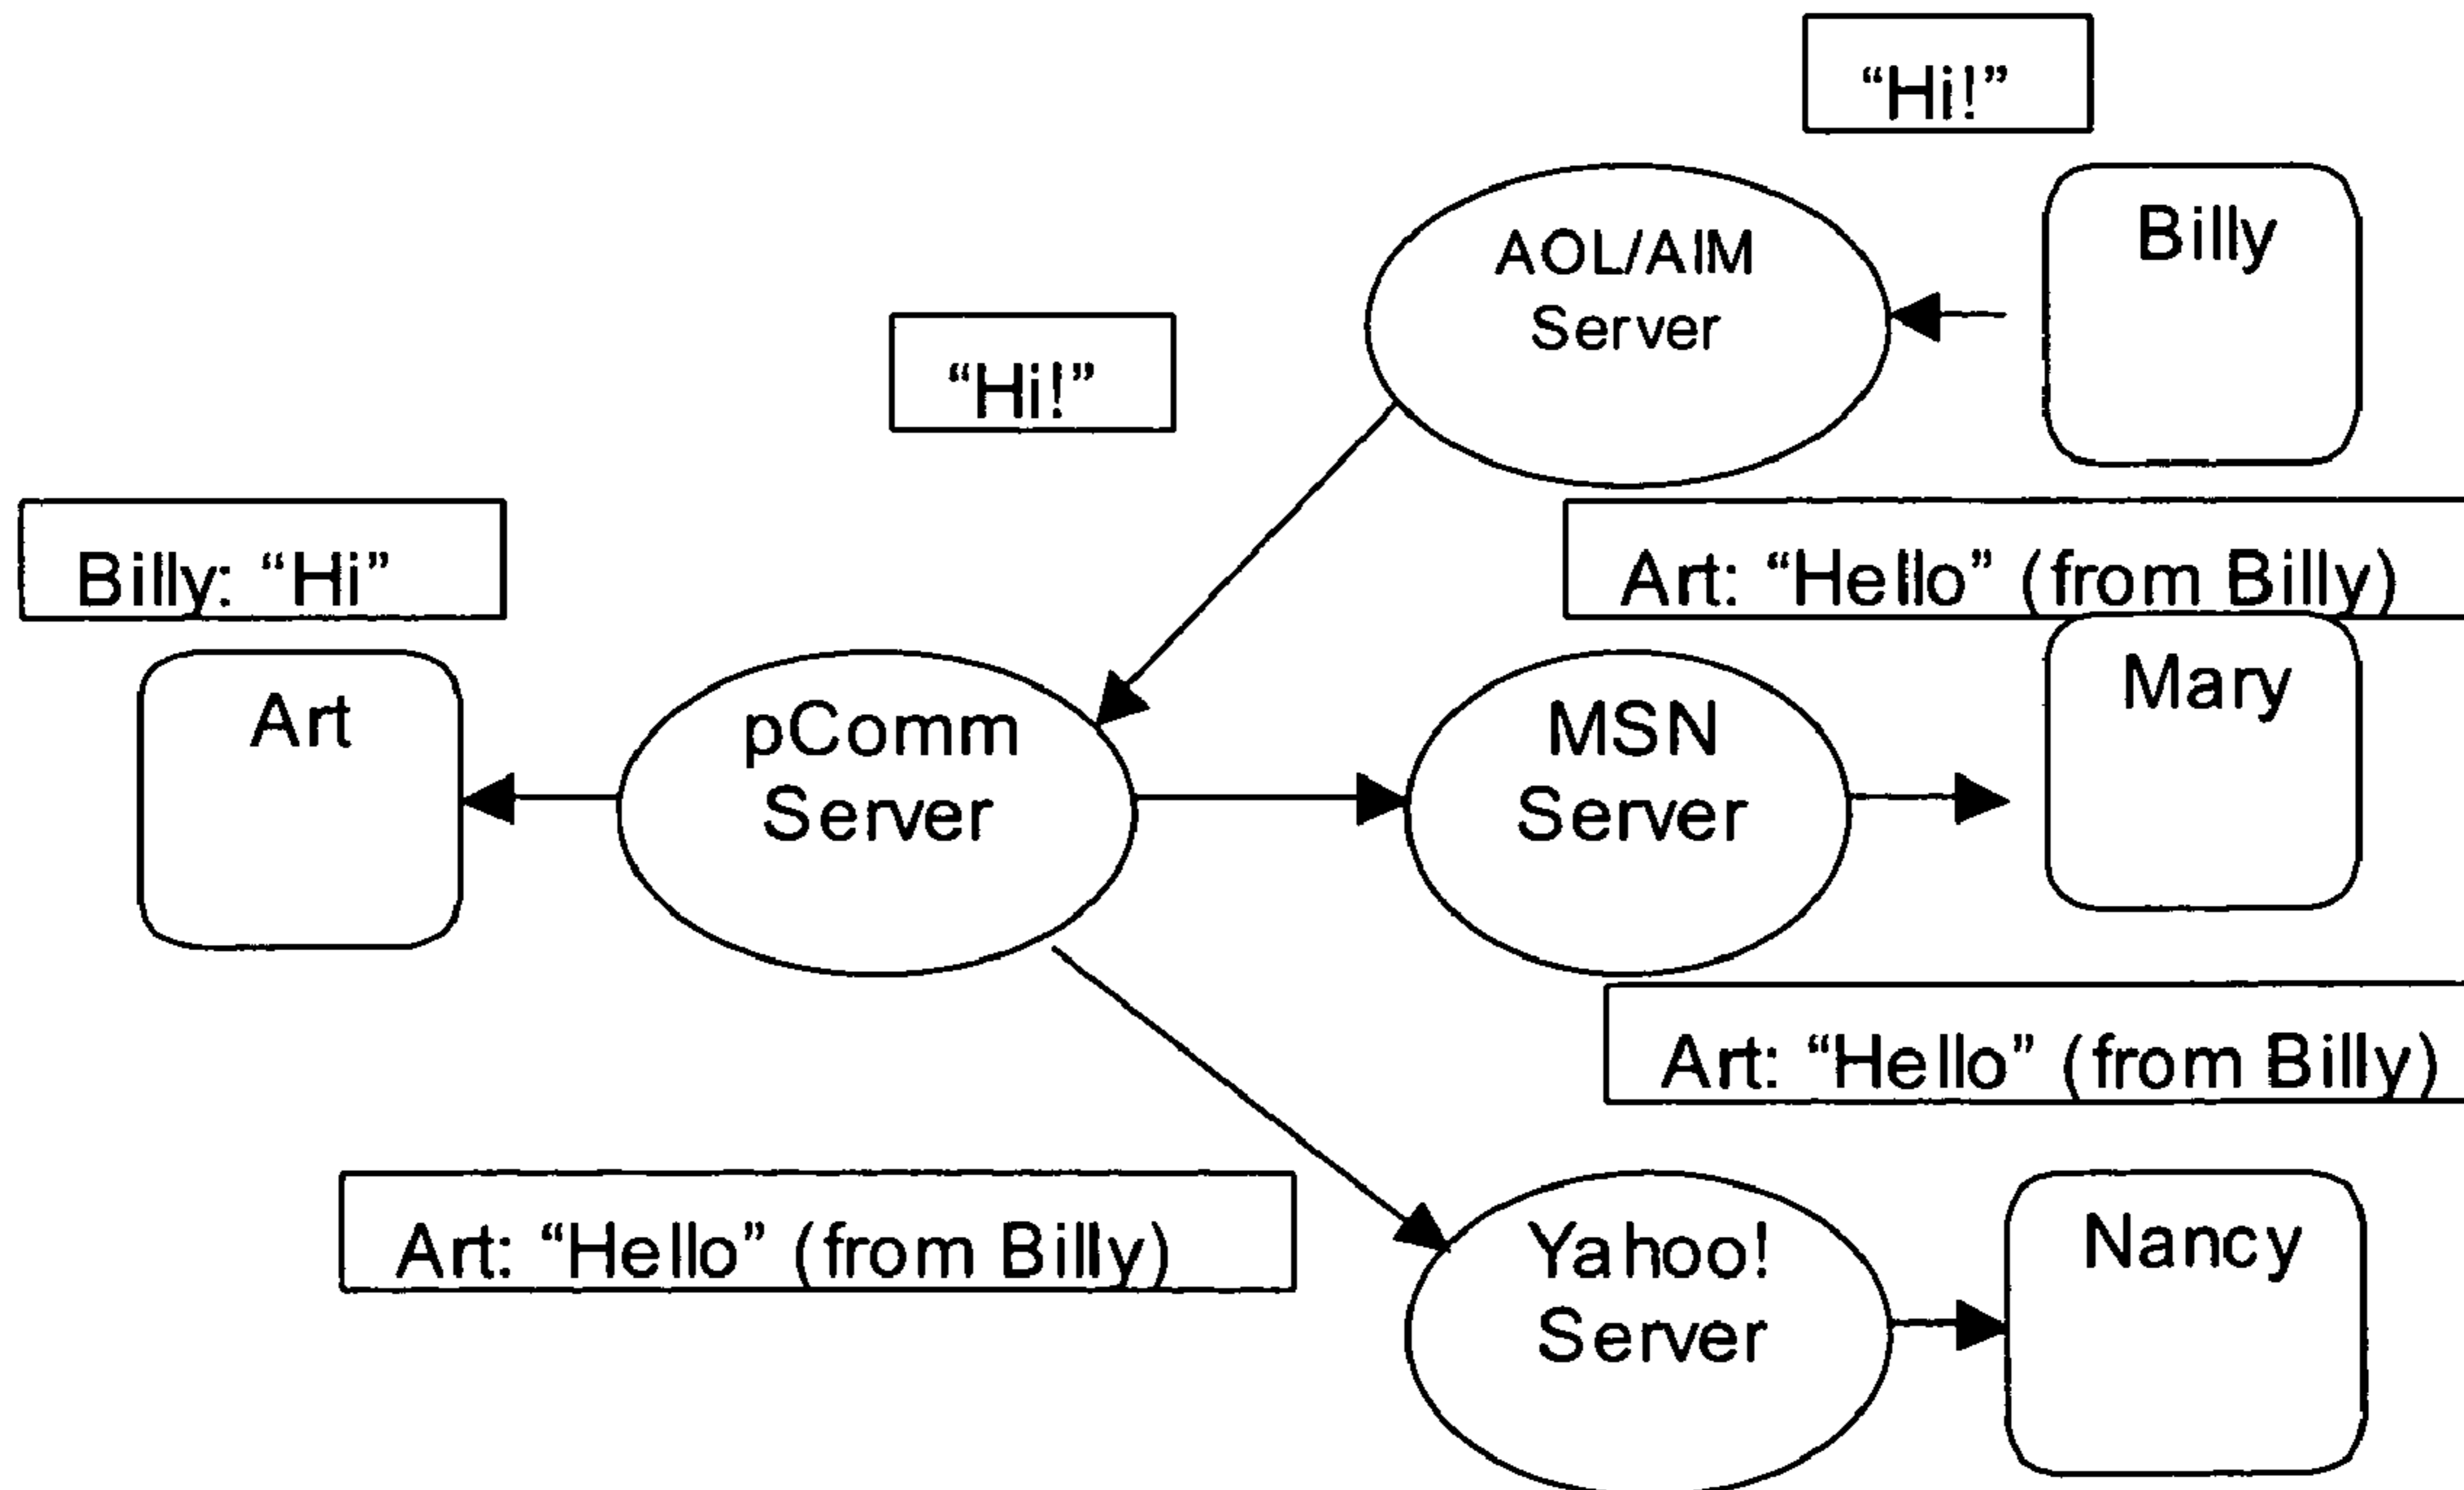 “Hi!”
Billy
AOL/AIM
Server
“Hi!”
Billy: “Hi”
Art: “Hello” (from Billy)
Art
pComm
Server
MSN
Server
Mary
Art: “Hello” (from Billy)
Art: “Hello” (from Billy)
Yahoo!
Server
Nancy